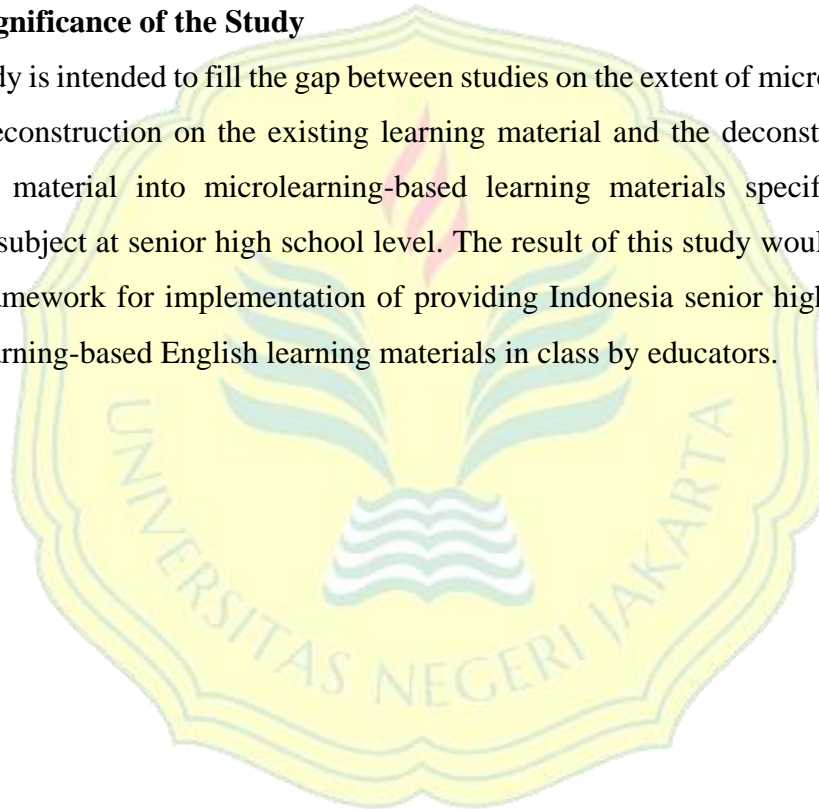 gnificance of the Study
dy is intended to fill the gap between studies on the extent of micro
econstruction on the existing learning material and the deconst
material into microlearning-based learning materials specif
subject at senior high school level. The result of this study woul
amework for implementation of providing Indonesia senior high
arning-based English learning materials in class by educators.
UNIVERSITAS NEGERI JAKARTA